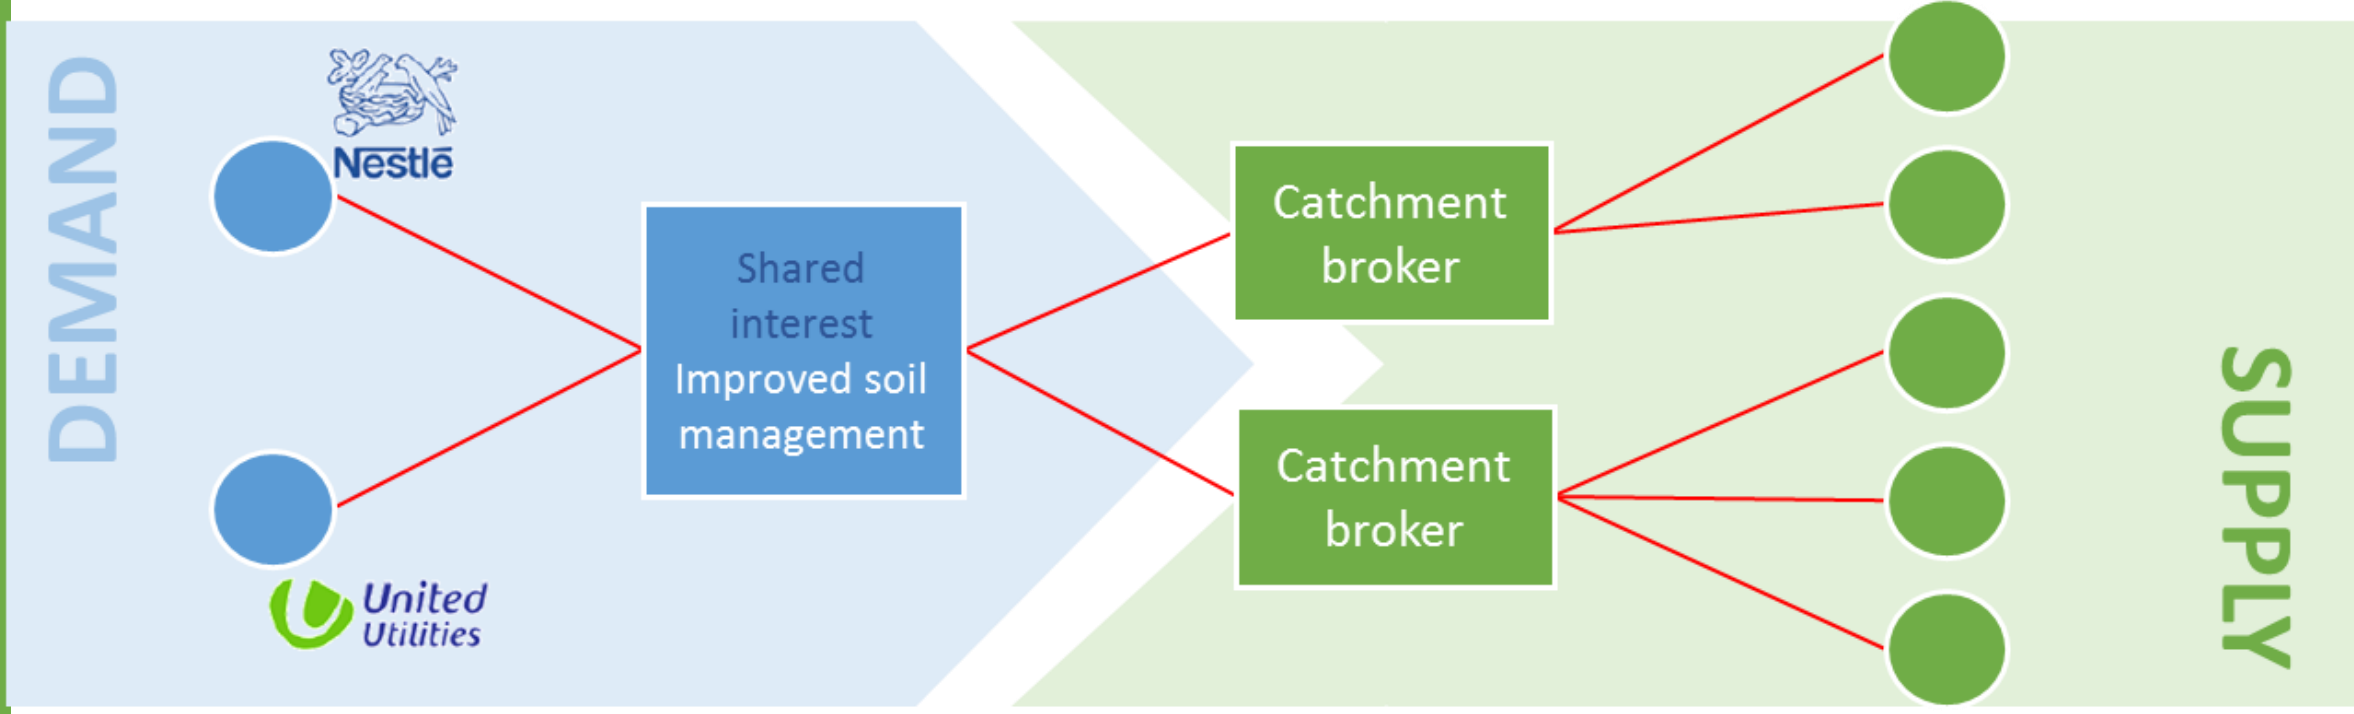 DEMAND
Nestlé
Shared
interest
Improved soil
management
United
Utilities
Catchment
broker
Catchment
broker
SUPPLY